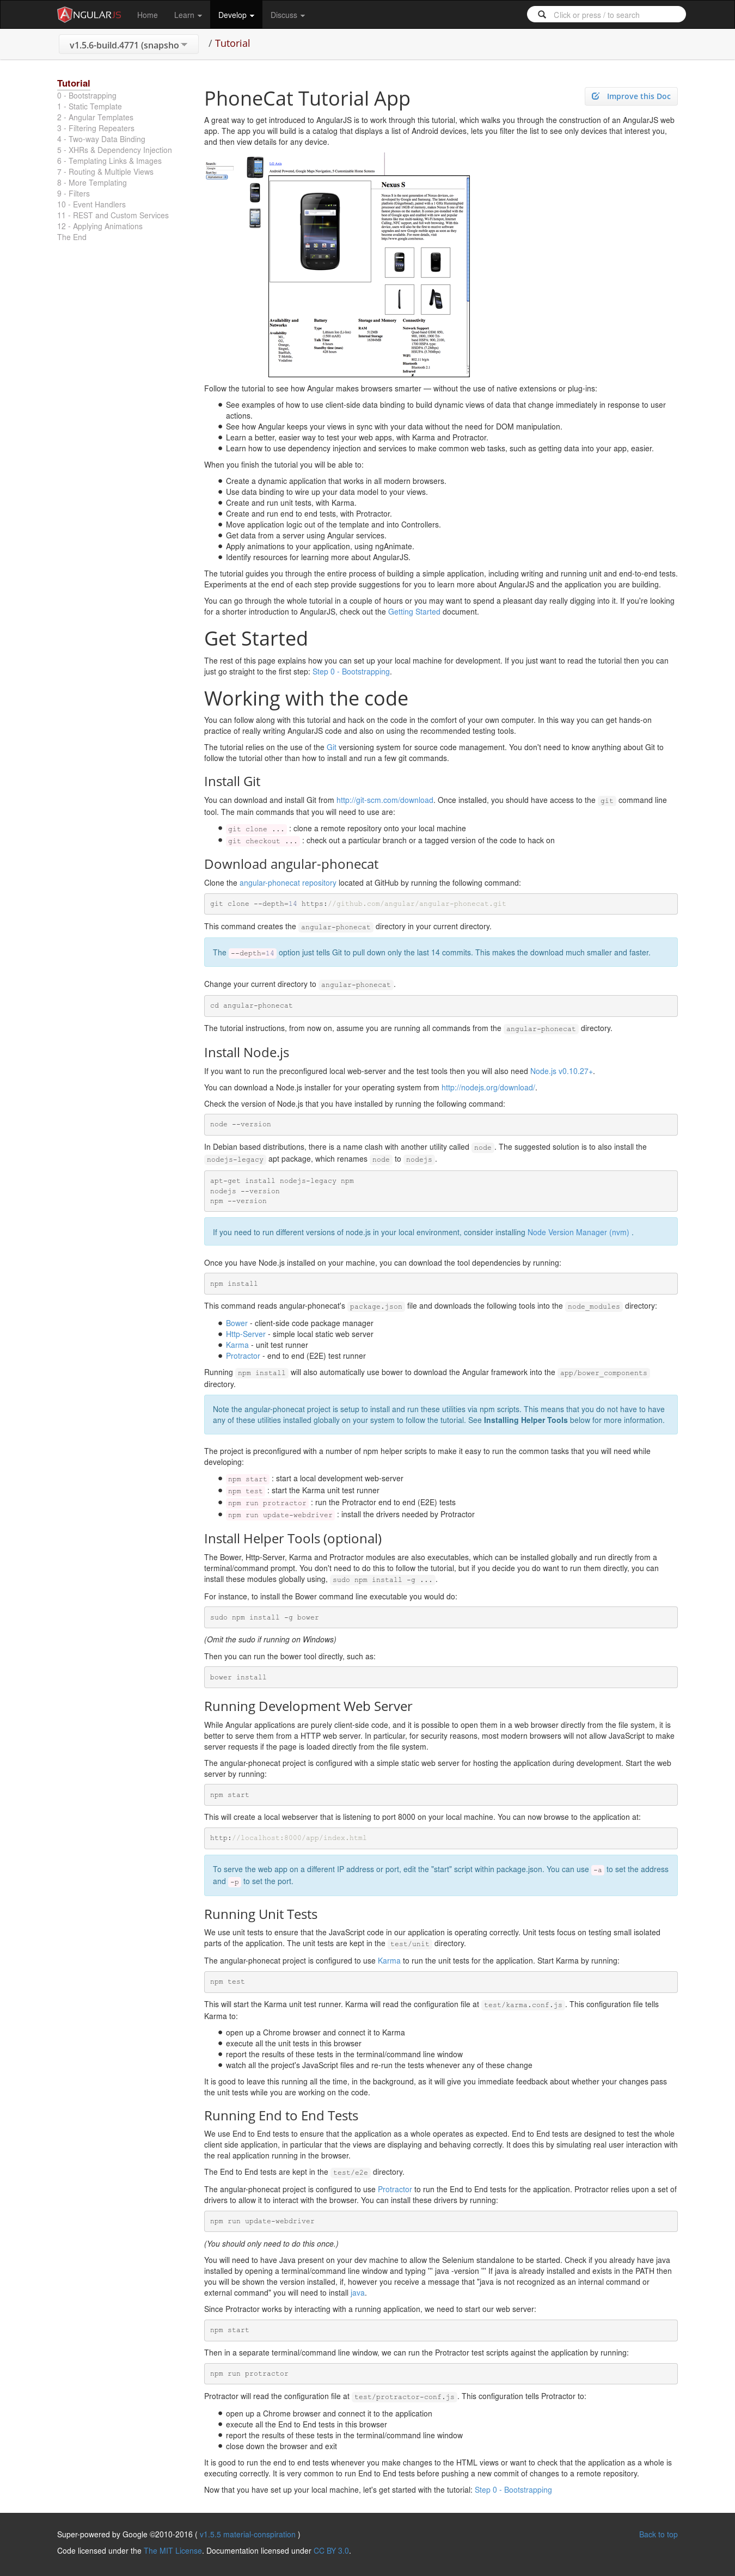 ANGULARJS
Home
Learn
Develop
Discuss
Click or press / to search
v1.5.6-build.4771 (snapsho
/ Tutorial
Tutorial
0 - Bootstrapping
1 - Static Template
2 - Angular Templates
3 - Filtering Repeaters
4 - Two-way Data Binding
5 - XHRs & Dependency Injection
6 - Templating Links & Images
7 - Routing & Multiple Views
8 - More Templating
9 - Filters
10 - Event Handlers
11 - REST and Custom Services
12 - Applying Animations
The End
Improve this Doc
PhoneCat Tutorial App
A great way to get introduced to AngularJS is to work through this tutorial, which walks you through the construction of an AngularJS web
app. The app you will build is a catalog that displays a list of Android devices, lets you filter the list to see only devices that interest you,
and then view details for any device.
Nexus S
Follow the tutorial to see how Angular makes browsers smarter — without the use of native extensions or plug-ins:
See examples of how to use client-side data binding to build dynamic views of data that change immediately in response to user
actions.
See how Angular keeps your views in sync with your data without the need for DOM manipulation.
Learn a better, easier way to test your web apps, with Karma and Protractor.
Learn how to use dependency injection and services to make common web tasks, such as getting data into your app, easier.
When you finish the tutorial you will be able to:
Create a dynamic application that works in all modern browsers.
Use data binding to wire up your data model to your views.
Create and run unit tests, with Karma.
Create and run end to end tests, with Protractor.
Move application logic out of the template and into Controllers.
Get data from a server using Angular services.
Apply animations to your application, using ngAnimate.
Identify resources for learning more about AngularJS.
The tutorial guides you through the entire process of building a simple application, including writing and running unit and end-to-end tests.
Experiments at the end of each step provide suggestions for you to learn more about AngularJS and the application you are building.
You can go through the whole tutorial in a couple of hours or you may want to spend a pleasant day really digging into it. If you're looking
for a shorter introduction to AngularJS, check out the Getting Started document.
Get Started
The rest of this page explains how you can set up your local machine for development. If you just want to read the tutorial then you can
just go straight to the first step: Step 0 - Bootstrapping.
Working with the code
You can follow along with this tutorial and hack on the code in the comfort of your own computer. In this way you can get hands-on
practice of really writing AngularJS code and also on using the recommended testing tools.
The tutorial relies on the use of the Git versioning system for source code management. You don't need to know anything about Git to
follow the tutorial other than how to install and run a few git commands.
Install Git
You can download and install Git from http://git-scm.com/download. Once installed, you should have access to the git command line
tool. The main commands that you will need to use are:
git clone ... : clone a remote repository onto your local machine
git checkout ... : check out a particular branch or a tagged version of the code to hack on
Download angular-phonecat
Clone the angular-phonecat repository located at GitHub by running the following command:
git clone --depth=14 https://github.com/angular/angular-phonecat.git
This command creates the angular-phonecat directory in your current directory.
The --depth=14 option just tells Git to pull down only the last 14 commits. This makes the download much smaller and faster.
Change your current directory to angular-phonecat.
cd angular-phonecat
The tutorial instructions, from now on, assume you are running all commands from the angular-phonecat directory.
Install Node.js
If you want to run the preconfigured local web-server and the test tools then you will also need Node.js v0.10.27+.
You can download a Node.js installer for your operating system from http://nodejs.org/download/.
Check the version of Node.js that you have installed by running the following command:
node --version
In Debian based distributions, there is a name clash with another utility called node. The suggested solution is to also install the
nodejs-legacy apt package, which renames node to nodejs.
apt-get install nodejs-legacy npm
nodejs --version
npm --version
If you need to run different versions of node.js in your local environment, consider installing Node Version Manager (nvm) .
Once you have Node.js installed on your machine, you can download the tool dependencies by running:
npm install
This command reads angular-phonecat's package.json file and downloads the following tools into the node_modules directory:
Bower - client-side code package manager
Http-Server - simple local static web server
Karma - unit test runner
Protractor - end to end (E2E) test runner
Running npm install will also automatically use bower to download the Angular framework into the app/bower_components
directory.
Note the angular-phonecat project is setup to install and run these utilities via npm scripts. This means that you do not have to have
any of these utilities installed globally on your system to follow the tutorial. See Installing Helper Tools below for more information.
The project is preconfigured with a number of npm helper scripts to make it easy to run the common tasks that you will need while
developing:
npm start : start a local development web-server
npm test : start the Karma unit test runner
npm run protractor : run the Protractor end to end (E2E) tests
npm run update-webdriver : install the drivers needed by Protractor
Install Helper Tools (optional)
The Bower, Http-Server, Karma and Protractor modules are also executables, which can be installed globally and run directly from a
terminal/command prompt. You don't need to do this to follow the tutorial, but if you decide you do want to run them directly, you can
install these modules globally using, sudo npm install -g ....
For instance, to install the Bower command line executable you would do:
sudo npm install -g bower
(Omit the sudo if running on Windows)
Then you can run the bower tool directly, such as:
bower install
Running Development Web Server
While Angular applications are purely client-side code, and it is possible to open them in a web browser directly from the file system, it is
better to serve them from a HTTP web server. In particular, for security reasons, most modern browsers will not allow JavaScript to make
server requests if the page is loaded directly from the file system.
The angular-phonecat project is configured with a simple static web server for hosting the application during development. Start the web
server by running:
npm start
This will create a local webserver that is listening to port 8000 on your local machine. You can now browse to the application at:
http://localhost:8000/app/index.html
To serve the web app on a different IP address or port, edit the "start" script within package.json. You can use -a to set the address
and -p to set the port.
Running Unit Tests
We use unit tests to ensure that the JavaScript code in our application is operating correctly. Unit tests focus on testing small isolated
parts of the application. The unit tests are kept in the test/unit directory.
The angular-phonecat project is configured to use Karma to run the unit tests for the application. Start Karma by running:
npm test
This will start the Karma unit test runner. Karma will read the configuration file at test/karma.conf.js. This configuration file tells
Karma to:
open up a Chrome browser and connect it to Karma
execute all the unit tests in this browser
report the results of these tests in the terminal/command line window
watch all the project's JavaScript files and re-run the tests whenever any of these change
It is good to leave this running all the time, in the background, as it will give you immediate feedback about whether your changes pass
the unit tests while you are working on the code.
Running End to End Tests
We use End to End tests to ensure that the application as a whole operates as expected. End to End tests are designed to test the whole
client side application, in particular that the views are displaying and behaving correctly. It does this by simulating real user interaction with
the real application running in the browser.
The End to End tests are kept in the test/e2e directory.
The angular-phonecat project is configured to use Protractor to run the End to End tests for the application. Protractor relies upon a set of
drivers to allow it to interact with the browser. You can install these drivers by running:
npm run update-webdriver
(You should only need to do this once.)
You will need to have Java present on your dev machine to allow the Selenium standalone to be started. Check if you already have java
installed by opening a terminal/command line window and typing ''' java -version ''' If java is already installed and exists in the PATH then
you will be shown the version installed, if, however you receive a message that "java is not recognized as an internal command or
external command" you will need to install java.
Since Protractor works by interacting with a running application, we need to start our web server:
npm start
Then in a separate terminal/command line window, we can run the Protractor test scripts against the application by running:
npm run protractor
Protractor will read the configuration file at test/protractor-conf.js. This configuration tells Protractor to:
open up a Chrome browser and connect it to the application
execute all the End to End tests in this browser
report the results of these tests in the terminal/command line window
close down the browser and exit
It is good to run the end to end tests whenever you make changes to the HTML views or want to check that the application as a whole is
executing correctly. It is very common to run End to End tests before pushing a new commit of changes to a remote repository.
Now that you have set up your local machine, let's get started with the tutorial: Step 0 - Bootstrapping
Super-powered by Google ©2010-2016 ( v1.5.5 material-conspiration )
Back to top
Code licensed under the The MIT License. Documentation licensed under CC BY 3.0.